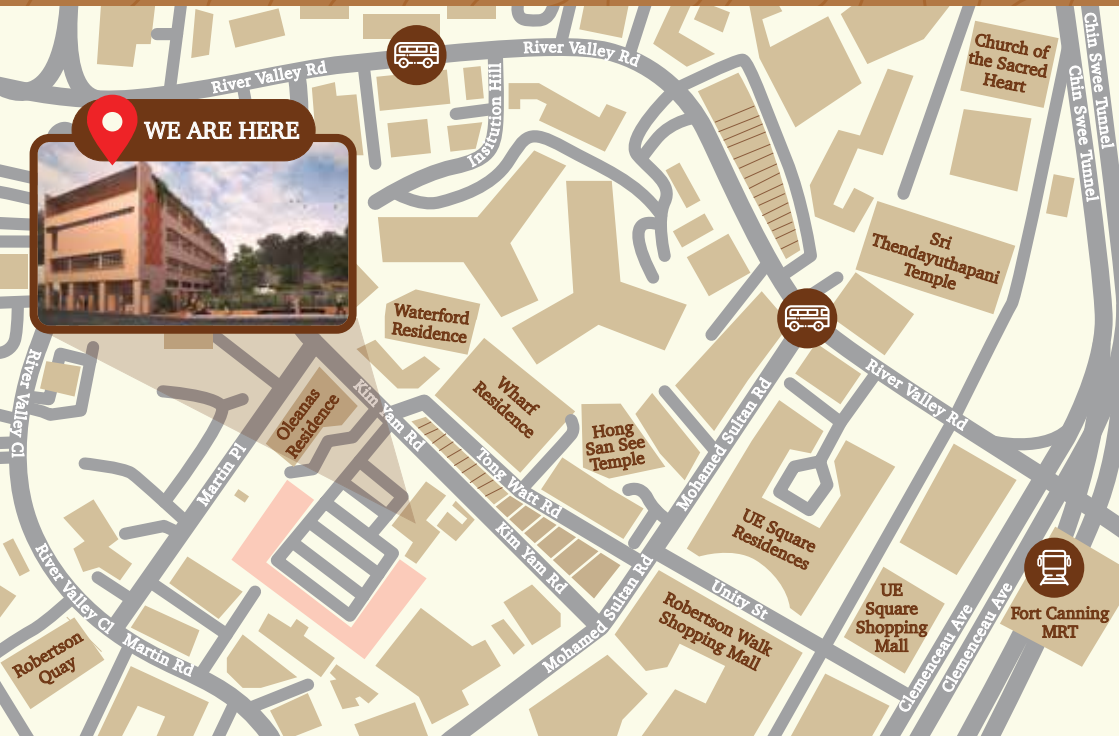 River Valley Rd
River Valley Rd
Chin Swee Tunnel
Chin Swee Tunnel
Church of
the Sacred
Heart
Insitution Hill
WE ARE HERE
Sri
Thendayuthapani
Temple
Waterford
Residence
River Valley Cl
Kim Yam Rd
Oleanas
Residence
Wharf
Residence
Hong
San See
Temple
Mohamed Sultan Rd
River Valley Rd
Martin Pl
Tong Watt Rd
Kim Yam Rd
UE Square
Residences
River Valley Cl
Mohamed Sultan Rd
Unity St
Robertson Walk
Shopping Mall
UE
Square
Shopping
Mall
Clemenceau Ave
Clemenceau Ave
Fort Canning
MRT
Robertson
Quay
Martin Rd